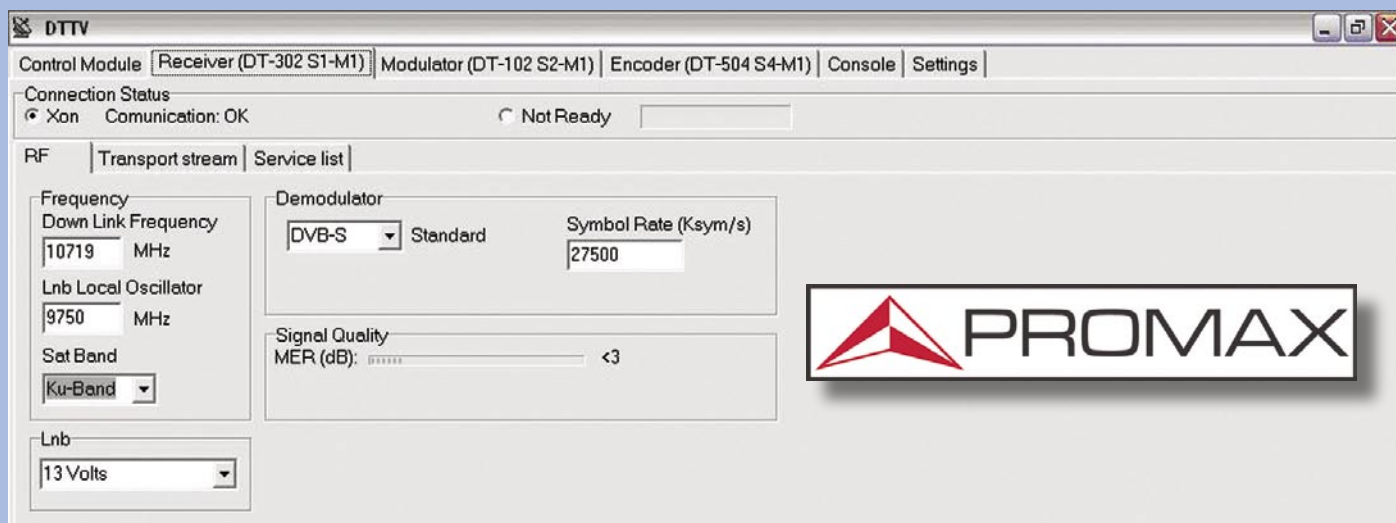 DTTV
Control Module Receiver (DT-302 S1-M1) Modulator (DT-102 S2-M1) Encoder (DT-504 S4-M1) Console Settings
Connection Status
Xon Comunication: OK Not Ready
RF Transport stream Service list
Frequency
Down Link Frequency
10719 MHz
Lnb Local Oscillator
9750 MHz
Sat Band
Ku-Band
Lnb
13 Volts
Demodulator
DVB-S Standard
Symbol Rate (Ksym/s)
27500
Signal Quality
MER (dB): <3
PROMAX